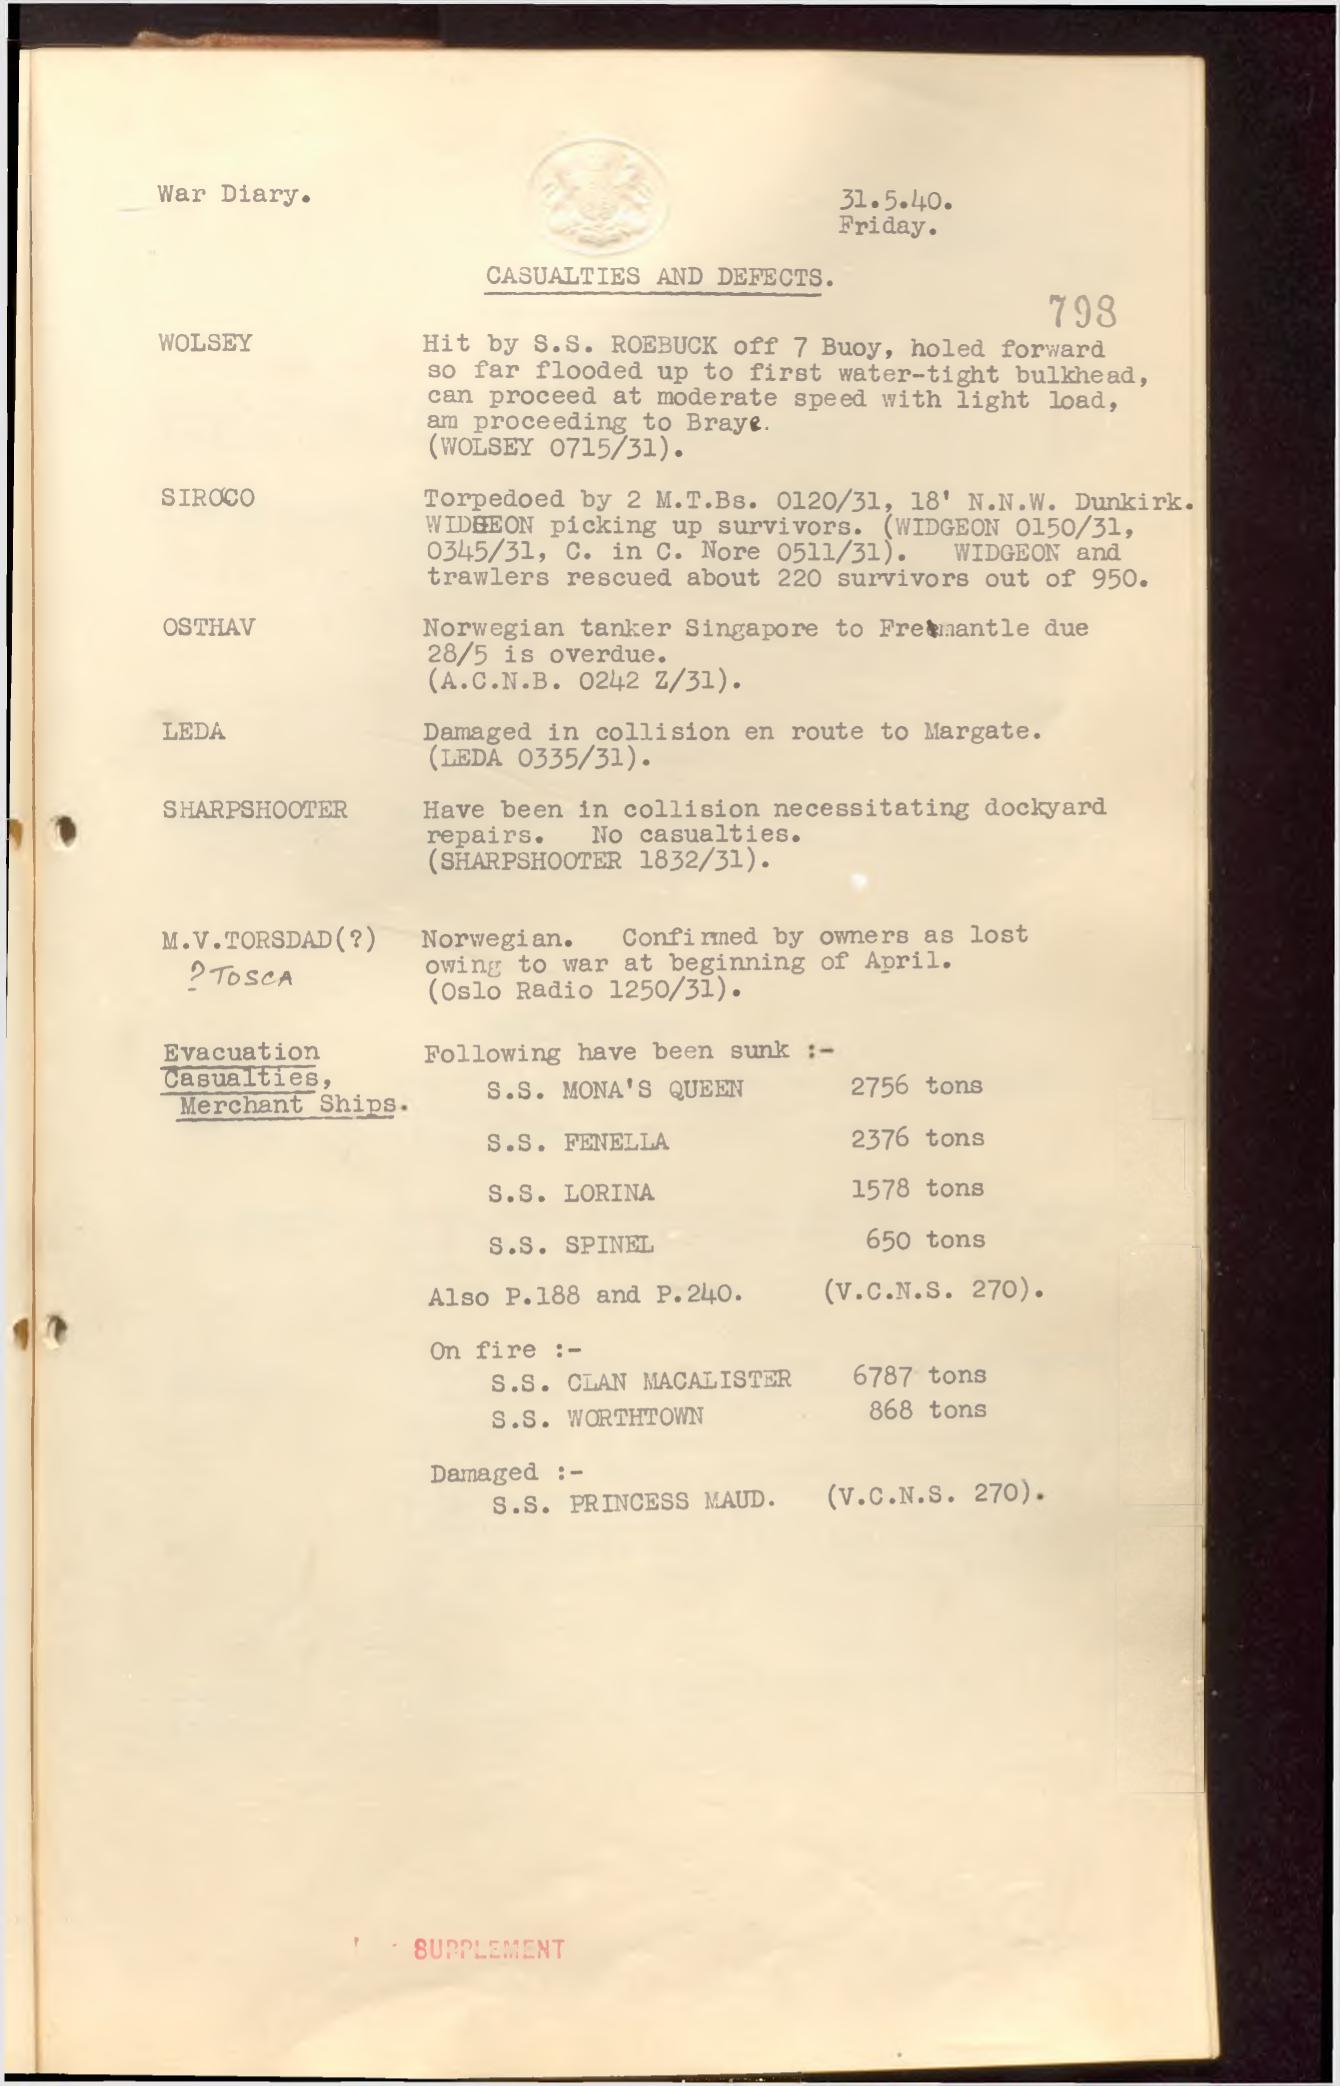 War Diary.
31.5.40.
Friday.
CASUALTIES AND DEFECTS.
798
WOLSEY Hit by S.S. ROEBUCK off 7 Buoy, holed forward
so far flooded up to first water-tight bulkhead,
can proceed at moderate speed with light load,
am proceeding to Braye.
(WOLSEY 0715/31).
SIROCO Torpedoed by 2 M.T.Bs. 0120/31, 18' N.N.W. Dunkirk.
WIDGEON picking up survivors. (WIDGEON 0150/31,
0345/31, C. in C. Nore 0511/31). WIDGEON and
trawlers rescued about 220 survivors out of 950.
OSTHAV Norwegian tanker Singapore to Fremantle due
28/5 is overdue.
(A.C.N.B. 0242 Z/31).
LEDA Damaged in collision en route to Margate.
(LEDA 0335/31).
SHARPSHOOTER Have been in collision necessitating dockyard
repairs. No casualties.
(SHARPSHOOTER 1832/31).
M.V.TORSDAD(?) Norwegian. Confirmed by owners as lost
? TOSCA owing to war at beginning of April.
(Oslo Radio 1250/31).
Evacuation Following have been sunk :-
Casualties, S.S. MONA'S QUEEN 2756 tons
Merchant Ships.
S.S. FENELLA 2376 tons
S.S. LORINA 1578 tons
S.S. SPINEL 650 tons
Also P.188 and P.240. (V.C.N.S. 270).
On fire :-
S.S. CLAN MACALISTER 6787 tons
S.S. WORTHTOWN 868 tons
Damaged :-
S.S. PRINCESS MAUD. (V.C.N.S. 270).
SUPPLEMENT